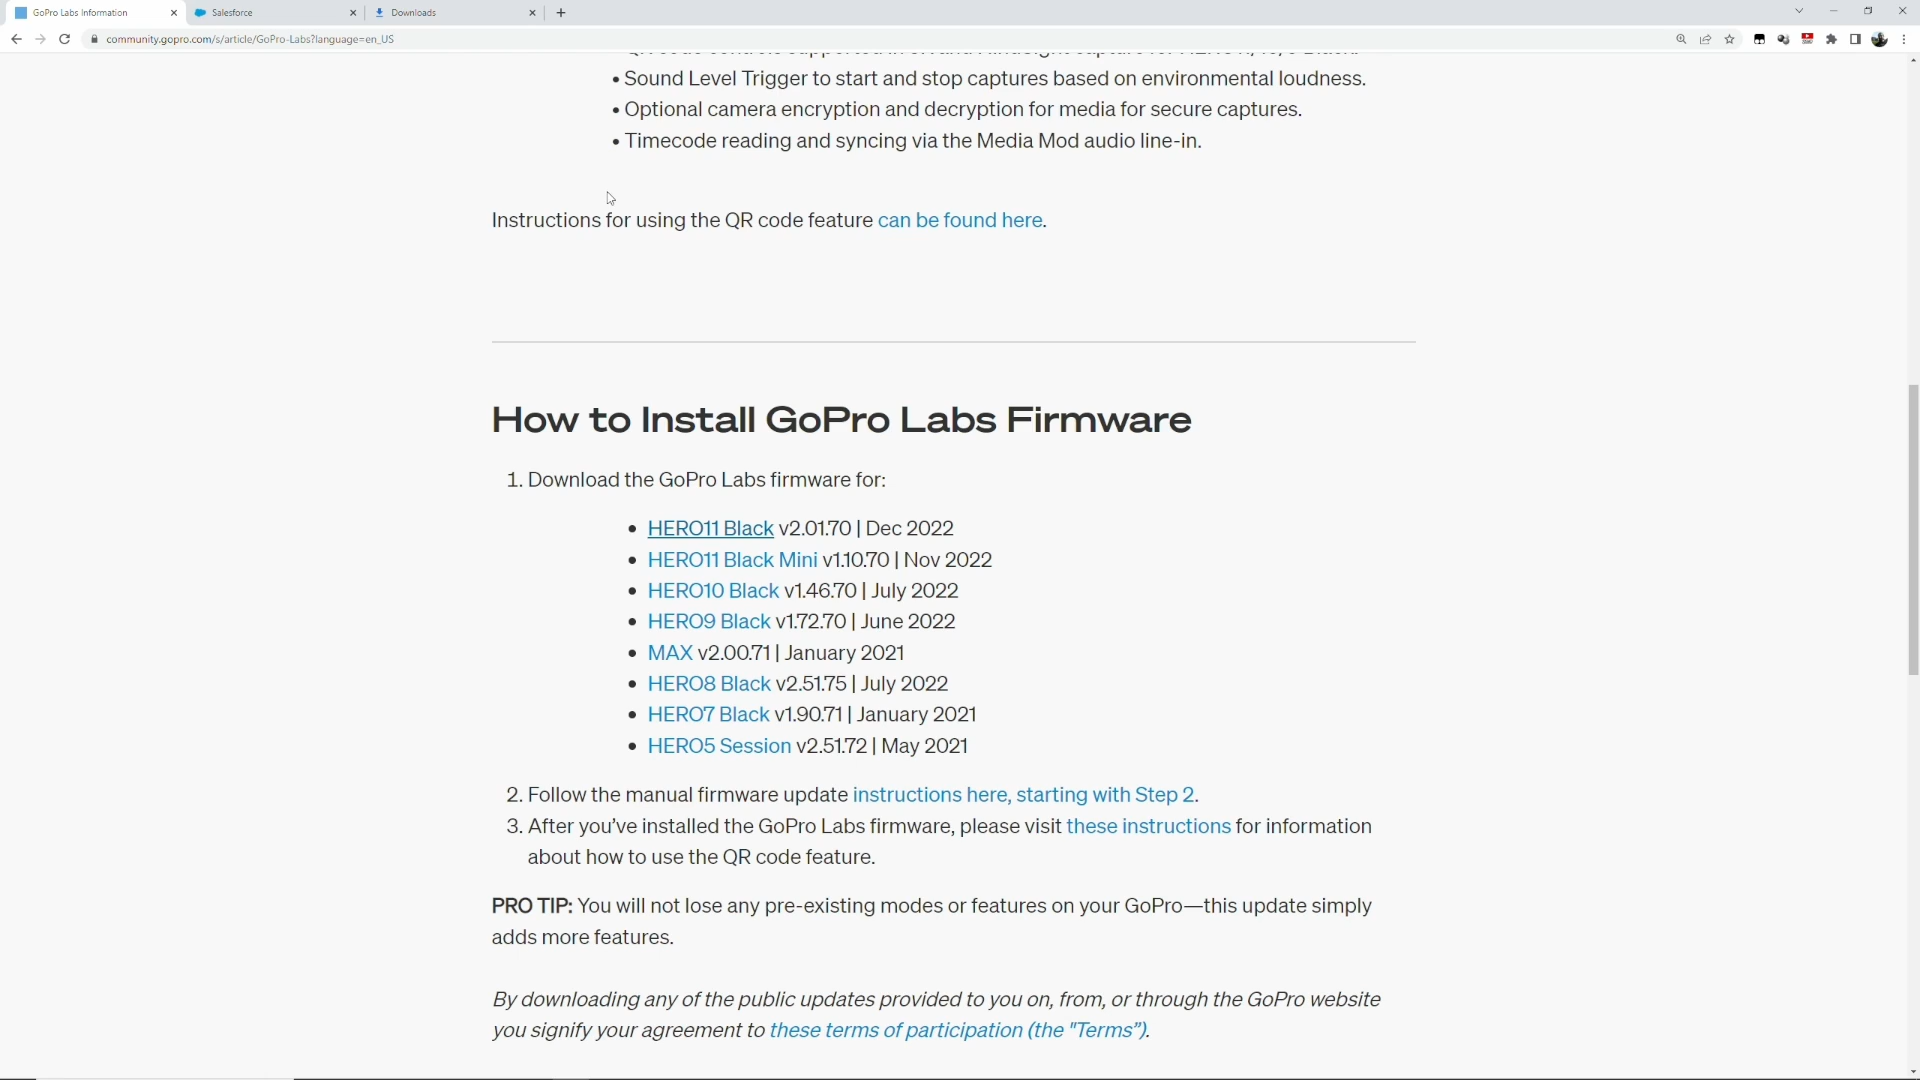 GoPro Labs Information
Salesforce
Downloads
community.gopro.com/s/article/GoPro-Labs?language=en_US
• Sound Level Trigger to start and stop captures based on environmental loudness.
• Optional camera encryption and decryption for media for secure captures.
• Timecode reading and syncing via the Media Mod audio line-in.
Instructions for using the QR code feature can be found here.
How to Install GoPro Labs Firmware
1. Download the GoPro Labs firmware for:
• HERO11 Black v2.01.70 | Dec 2022
• HERO11 Black Mini v1.10.70 | Nov 2022
• HERO10 Black v1.46.70 | July 2022
• HERO9 Black v1.72.70 | June 2022
• MAX v2.00.71 | January 2021
• HERO8 Black v2.51.75 | July 2022
• HERO7 Black v1.90.71 | January 2021
• HERO5 Session v2.51.72 | May 2021
2. Follow the manual firmware update instructions here, starting with Step 2.
3. After you've installed the GoPro Labs firmware, please visit these instructions for information
about how to use the QR code feature.
PRO TIP: You will not lose any pre-existing modes or features on your GoPro—this update simply
adds more features.
By downloading any of the public updates provided to you on, from, or through the GoPro website
you signify your agreement to these terms of participation (the "Terms”).